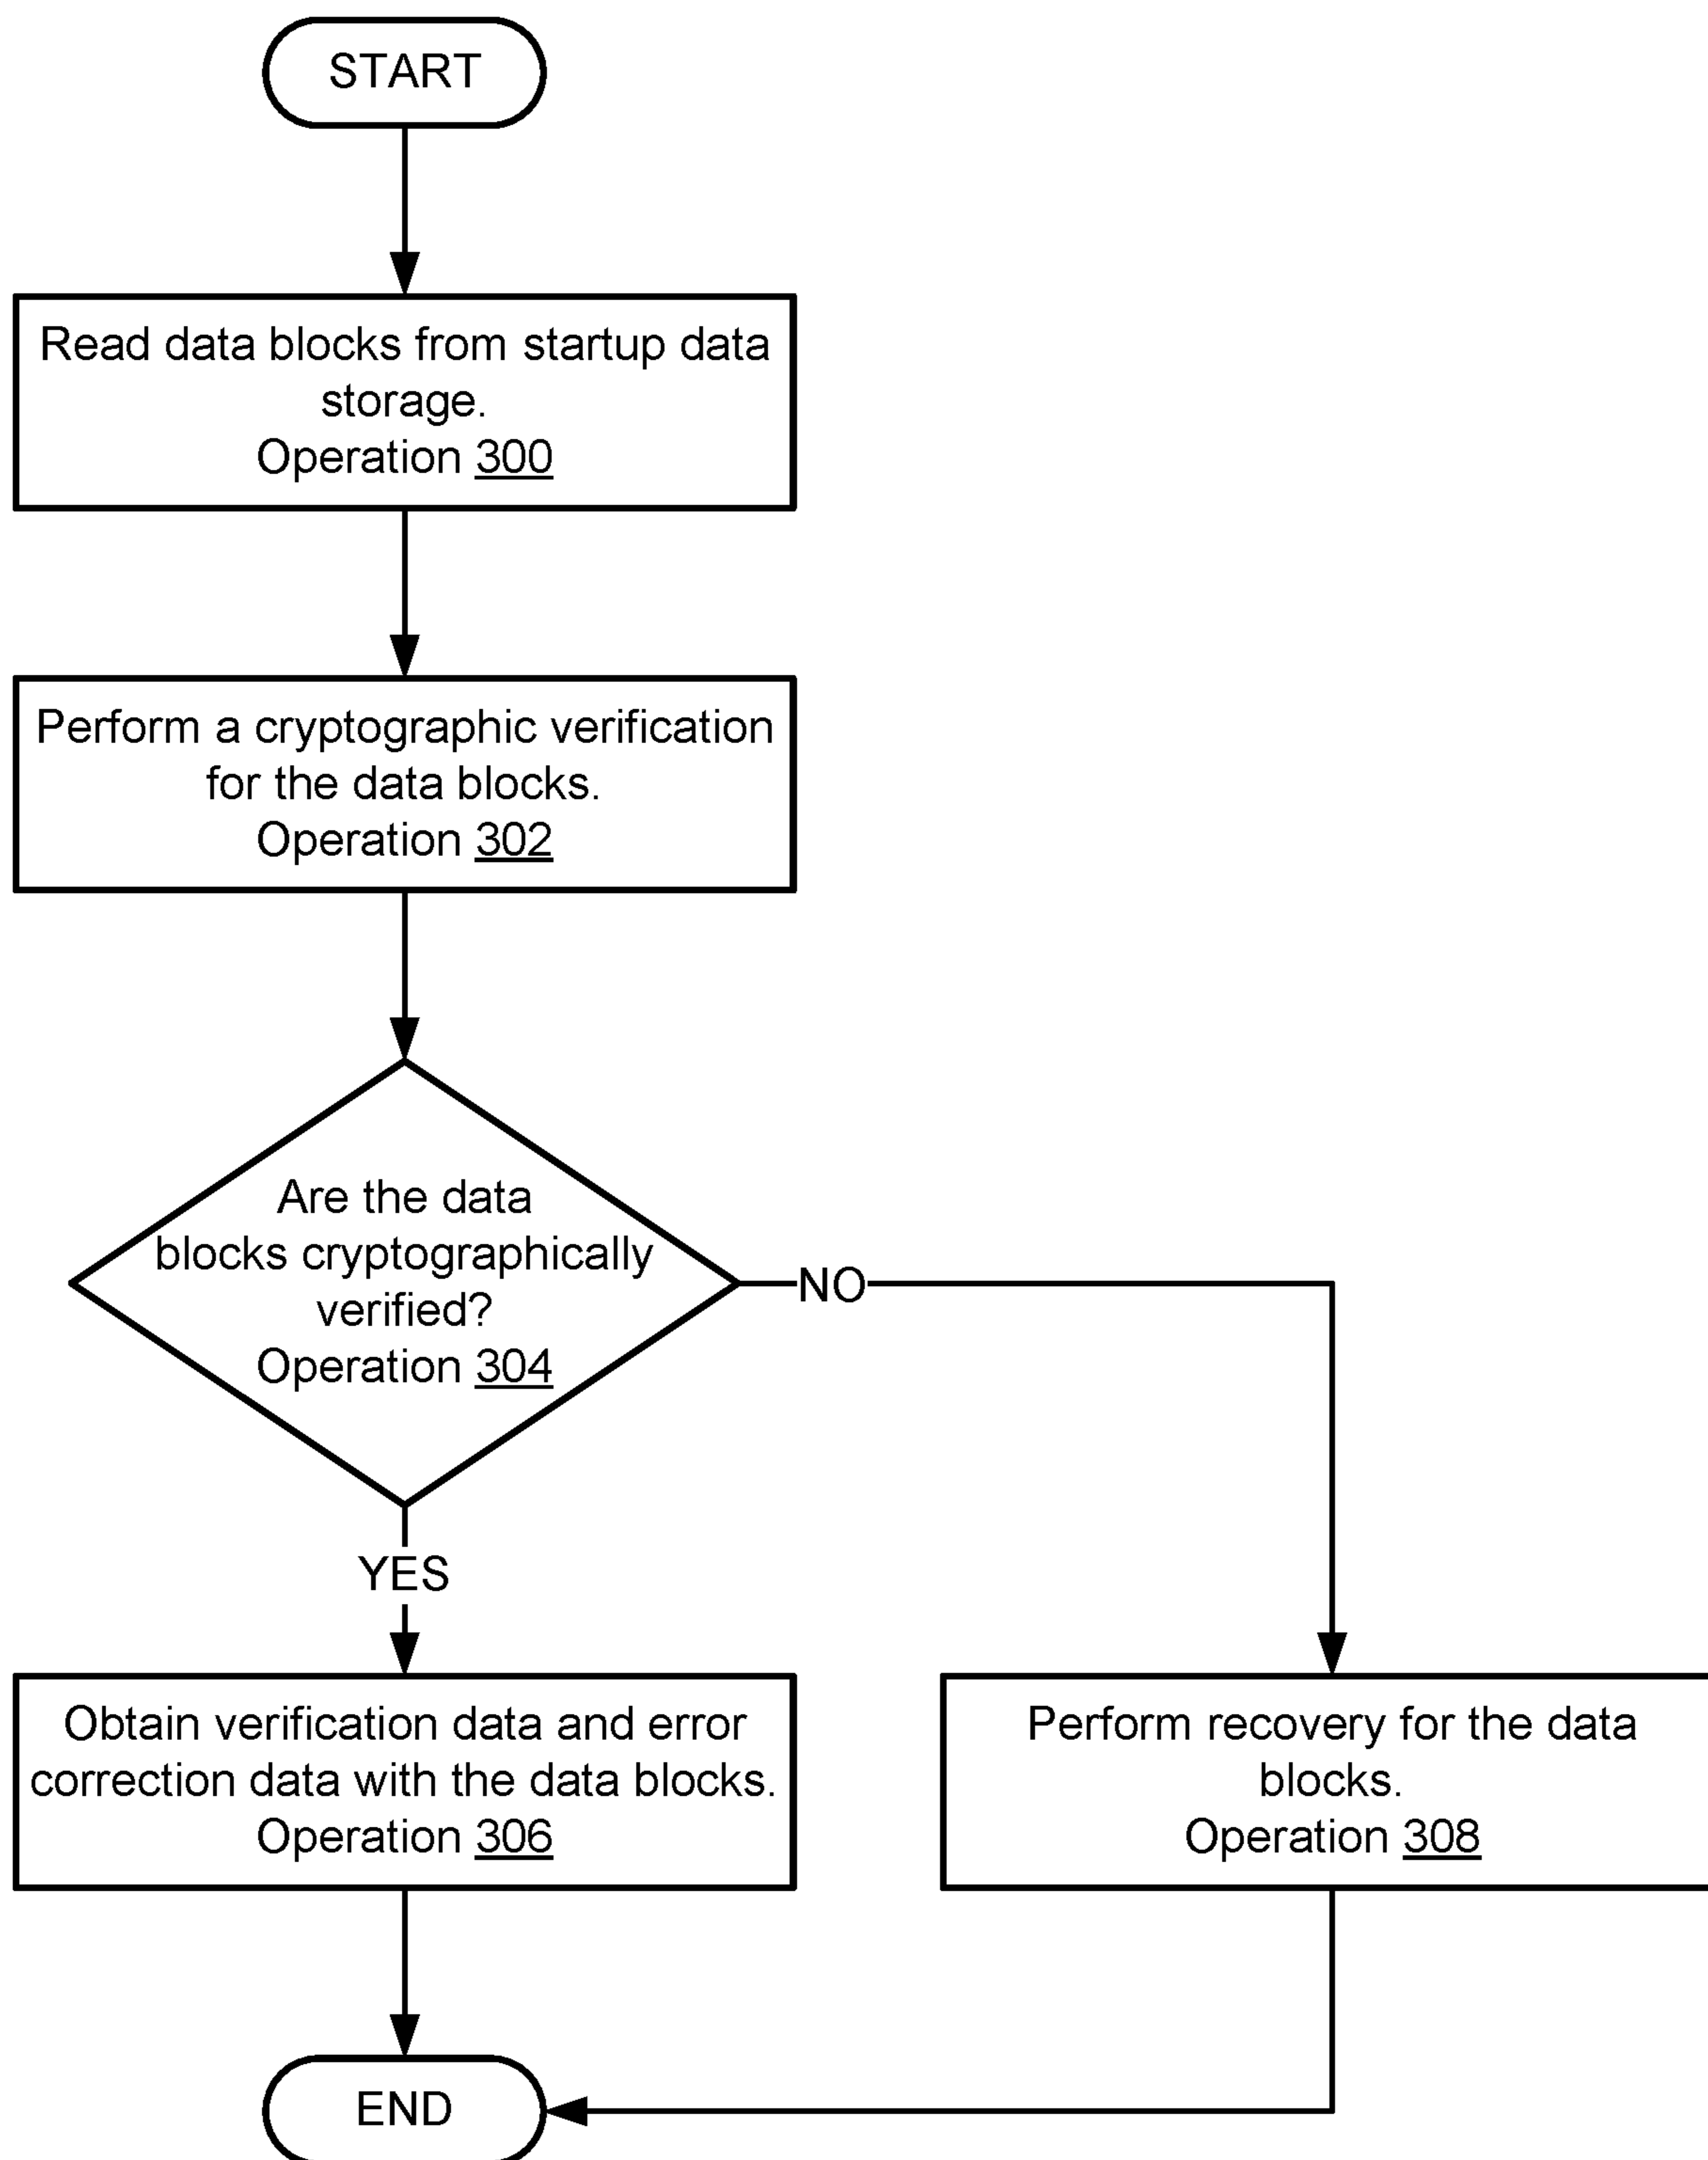 START
Read data blocks from startup data
storage.
Operation 300
Perform a cryptographic verification
for the data blocks.
Operation 302
Are the data
blocks cryptographically
verified?
Operation 304
NO
YES
Obtain verification data and error
correction data with the data blocks.
Operation 306
Perform recovery for the data
blocks.
Operation 308
END